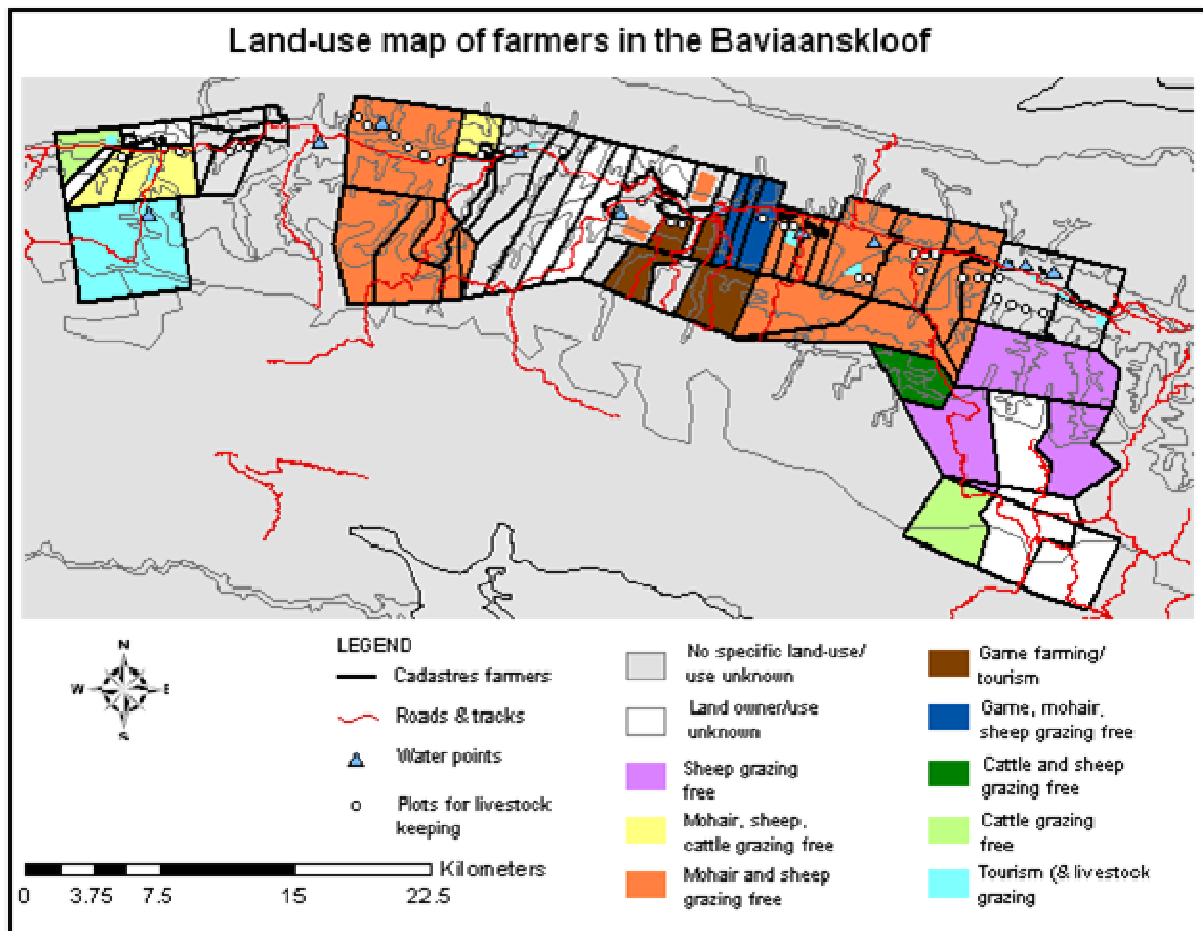 Land-use map of farmers in the Baviaanskloof
N
W E
S
LEGEND
Cadastres farmers
Roads & tracks
Water points
Plots for livestock
keeping
No specific land-use/
use unknown
Land owner/use
unknown
Sheep grazing
free
Mohair, sheep,
cattle grazing free
Mohair and sheep
grazing free
Game farming/
tourism
Game, mohair,
sheep grazing free
Cattle and sheep
grazing free
Cattle grazing
free
Tourism (& livestock
grazing
Kilometers
0 3.75 7.5 15 22.5